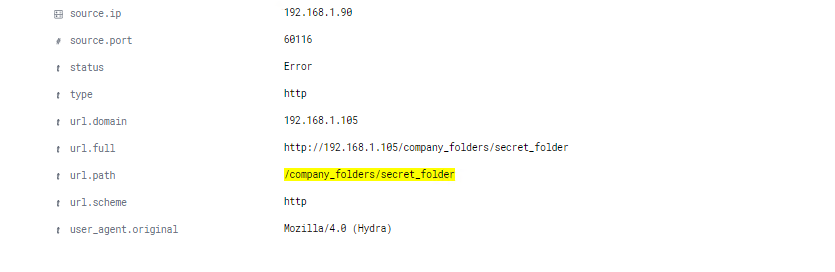 source.ip 192.168.1.90
# source.port 60116
t status Error
t type http
t url.domain 192.168.1.105
t url.full http://192.168.1.105/company_folders/secret_folder
t url.path /company_folders/secret_folder
t url.scheme http
t user_agent.original Mozilla/4.0 (Hydra)